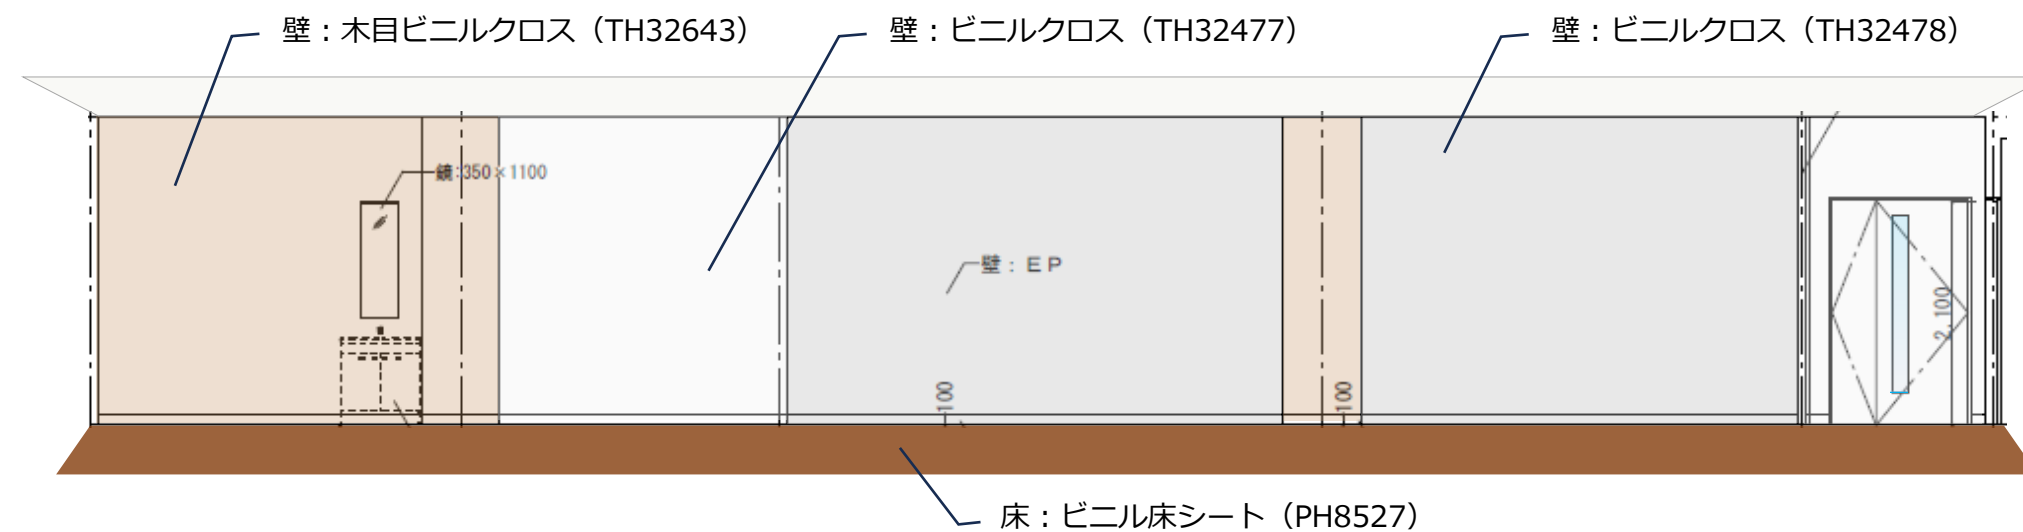 壁：木目ビニルクロス（TH32643）
壁：ビニルクロス（TH32477）
壁：ビニルクロス（TH32478）
鏡:350×1100
壁：ＥＰ
2,100
100
100
床：ビニル床シート（PH8527）